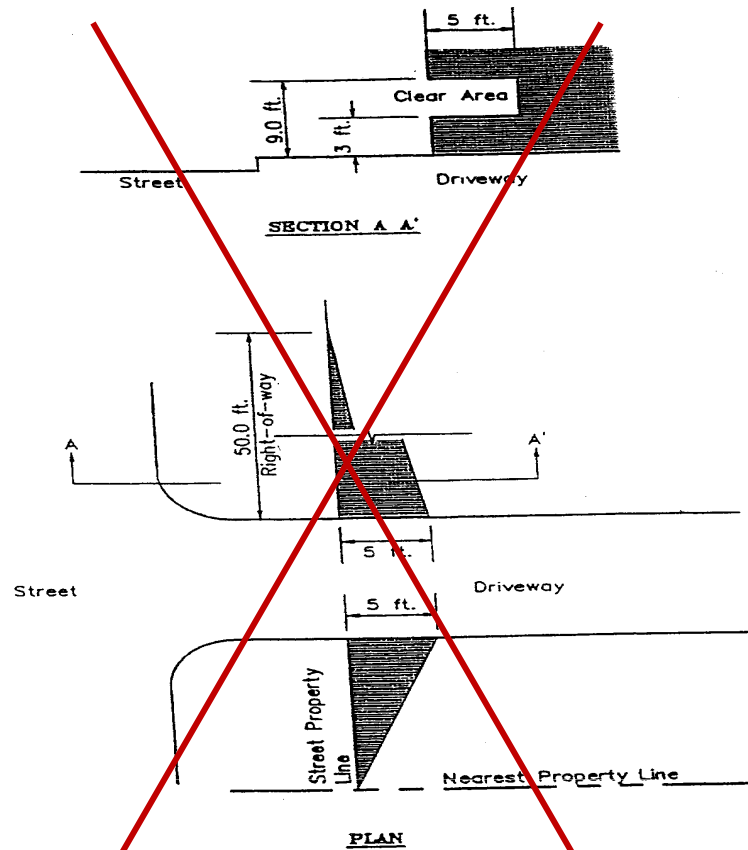 5 ft.
Clear Area
9.0 ft.
3 ft.
Street
Driveway
SECTION A A'
50.0 ft.
Right-of-way
A
A'
5 ft.
Street
Driveway
5 ft.
Street Property
Line
Nearest Property Line
PLAN